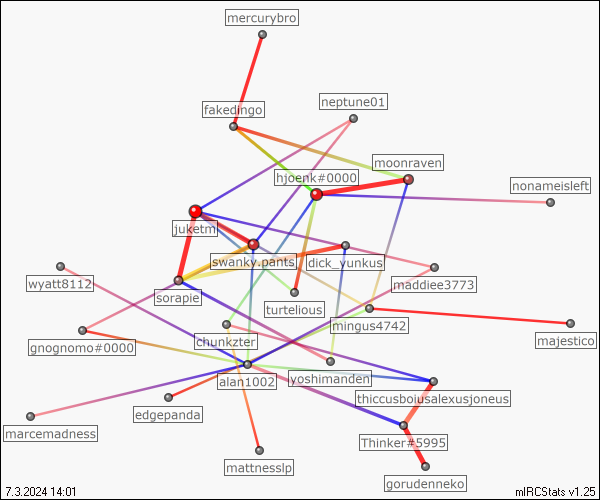 mercurybro
neptune01
fakedingo
moonraven
hjoenk#0000
nonameisleft
juketm
swanky.pants
dick_yunkus
wyatt8112
maddiee3773
sorapie
turtelious
mingus4742
gnognomo#0000
chunkzter
majestico
alan1002
yoshimanden
thiccusboiusalexusjoneus
edgepanda
marcemadness
Thinker#5995
mattnesslp
gorudenneko
7.3.2024 14:01
mIRCStats v1.25